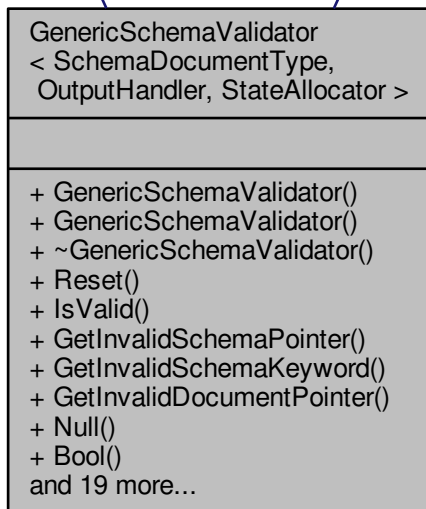 GenericSchemaValidator
< SchemaDocumentType,
OutputHandler, StateAllocator >
+ GenericSchemaValidator()
+ GenericSchemaValidator()
+ ~GenericSchemaValidator()
+ Reset()
+ IsValid()
+ GetInvalidSchemaPointer()
+ GetInvalidSchemaKeyword()
+ GetInvalidDocumentPointer()
+ Null()
+ Bool()
and 19 more...